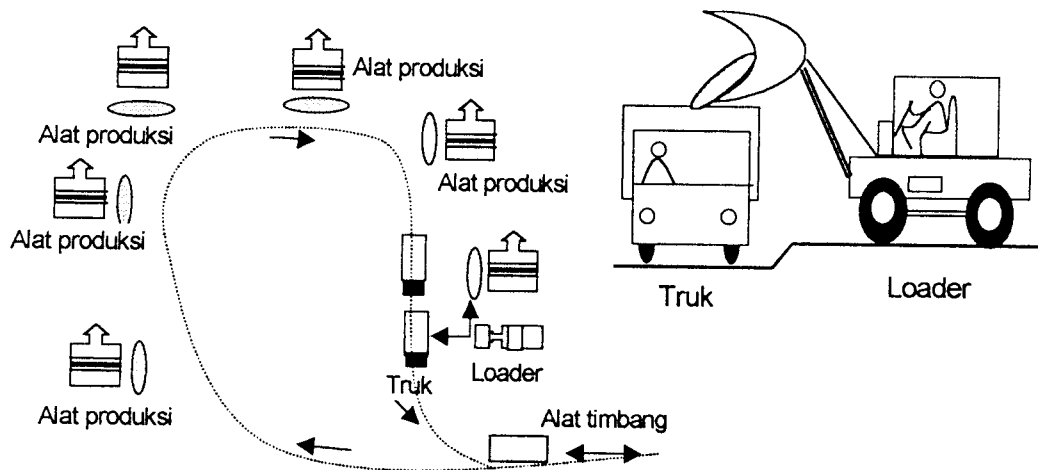 Alat produksi
Alat produksi
Alat produksi
Alat produksi
Alat produksi
Truk
Loader
Alat timbang
Truk
Loader